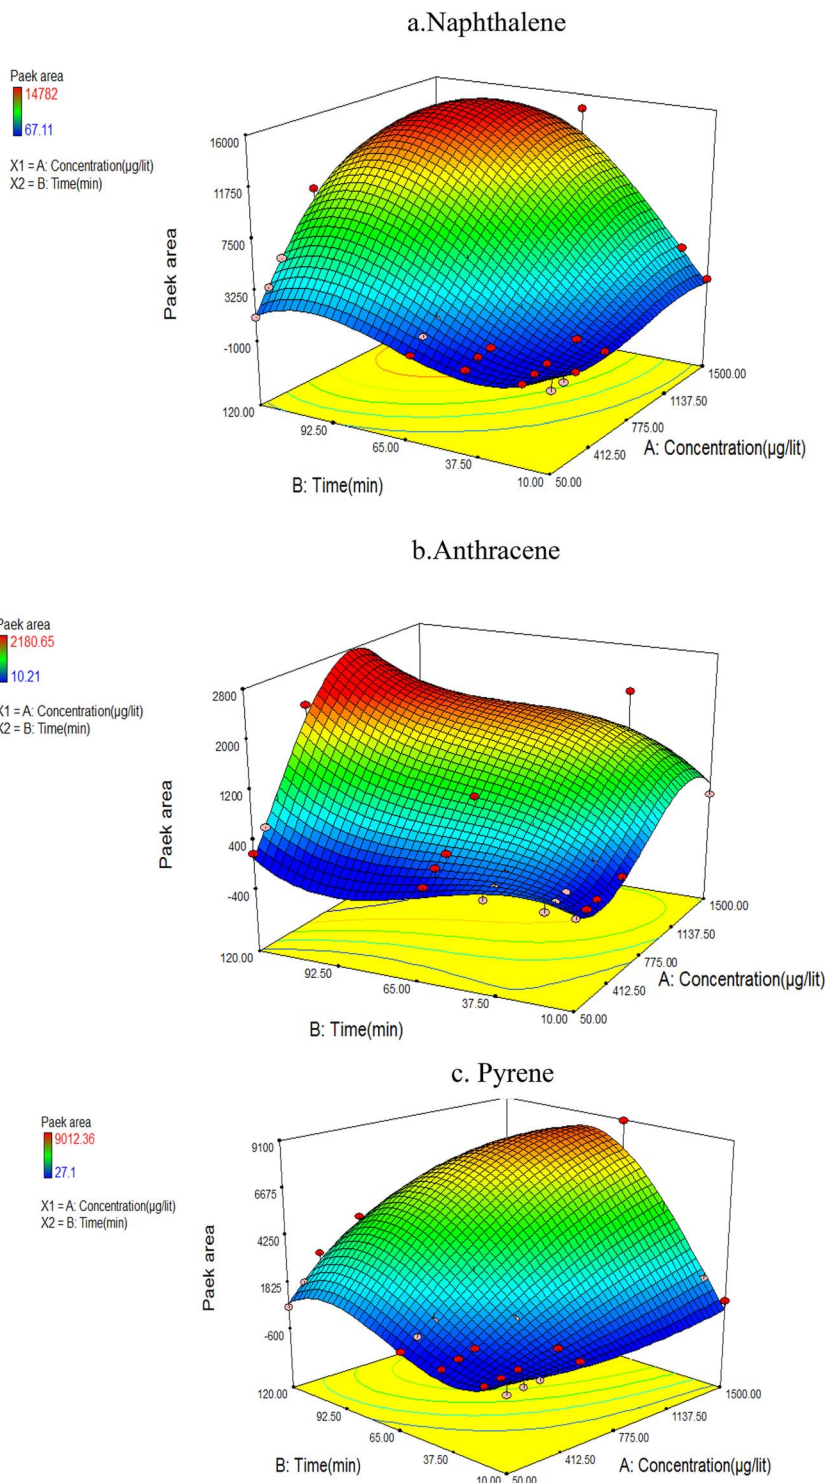 a.Naphthalene
Paek area
14782
67.11
X1 = A: Concentration(µg/lit)
X2 = B: Time(min)
16000
11750
7500
3250
-1000
Paek area
120.00
92.50
65.00
37.50
10.00
B: Time(min)
50.00
412.50
775.00
1137.50
1500.00
A: Concentration(µg/lit)
b.Anthracene
Paek area
2180.65
10.21
X1 = A: Concentration(µg/lit)
X2 = B: Time(min)
2800
2000
1200
400
-400
Paek area
120.00
92.50
65.00
37.50
10.00
B: Time(min)
50.00
412.50
775.00
1137.50
1500.00
A: Concentration(µg/lit)
c. Pyrene
Paek area
9012.36
27.1
X1 = A: Concentration(µg/lit)
X2 = B: Time(min)
9100
6675
4250
1825
-600
Paek area
120.00
92.50
65.00
37.50
10.00
B: Time(min)
50.00
412.50
775.00
1137.50
1500.00
A: Concentration(µg/lit)